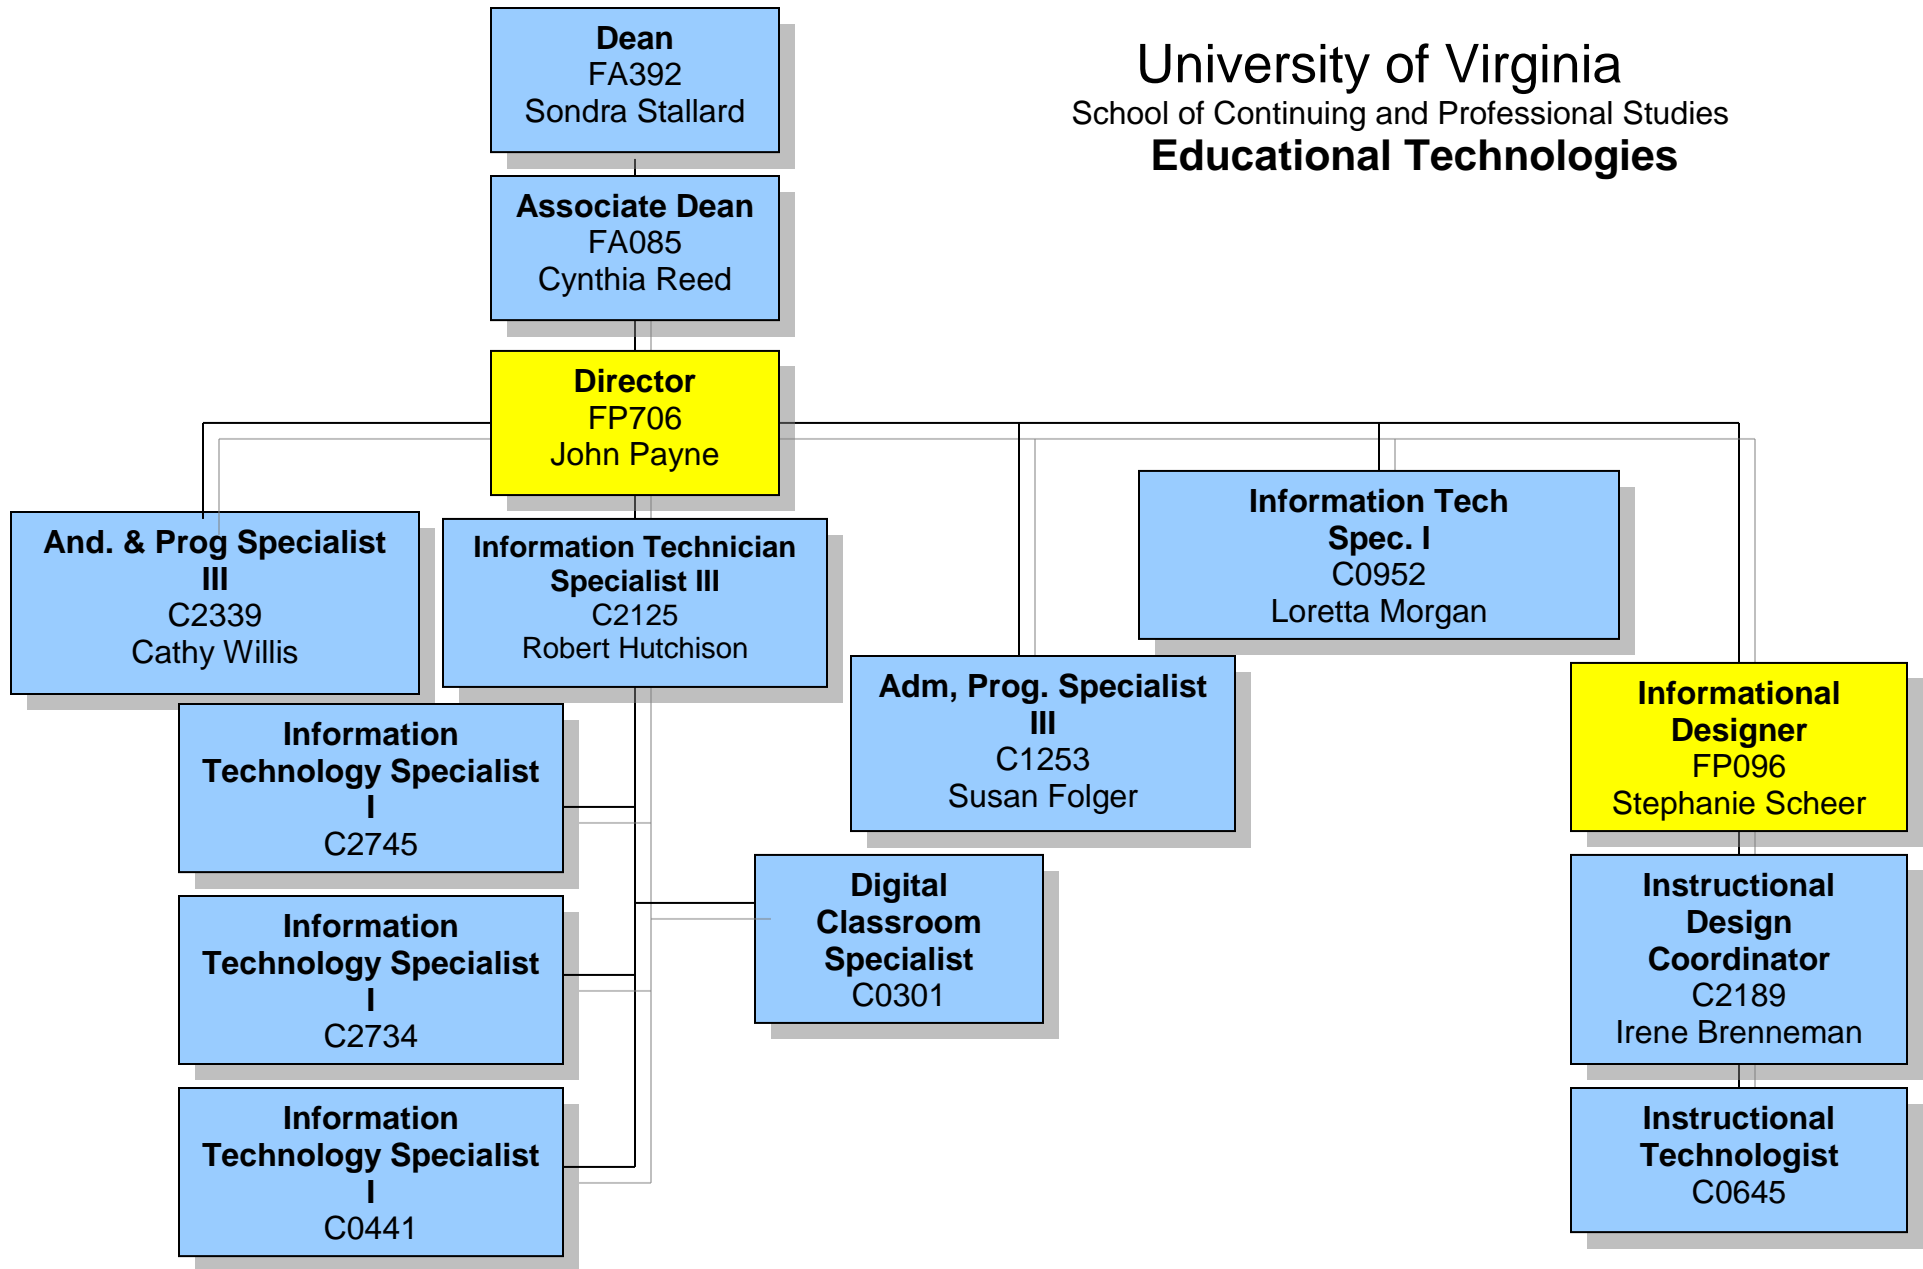 Dean
FA392
Sondra Stallard
University of Virginia
School of Continuing and Professional Studies
Educational Technologies
Associate Dean
FA085
Cynthia Reed
Director
FP706
John Payne
And. & Prog Specialist
III
C2339
Cathy Willis
Information Technician
Specialist III
C2125
Robert Hutchison
Information Tech
Spec. I
C0952
Loretta Morgan
Adm, Prog. Specialist
III
C1253
Susan Folger
Informational
Designer
FP096
Stephanie Scheer
Information
Technology Specialist
I
C2745
Digital
Classroom
Specialist
C0301
Instructional
Design
Coordinator
C2189
Irene Brenneman
Information
Technology Specialist
I
C2734
Information
Technology Specialist
I
C0441
Instructional
Technologist
C0645